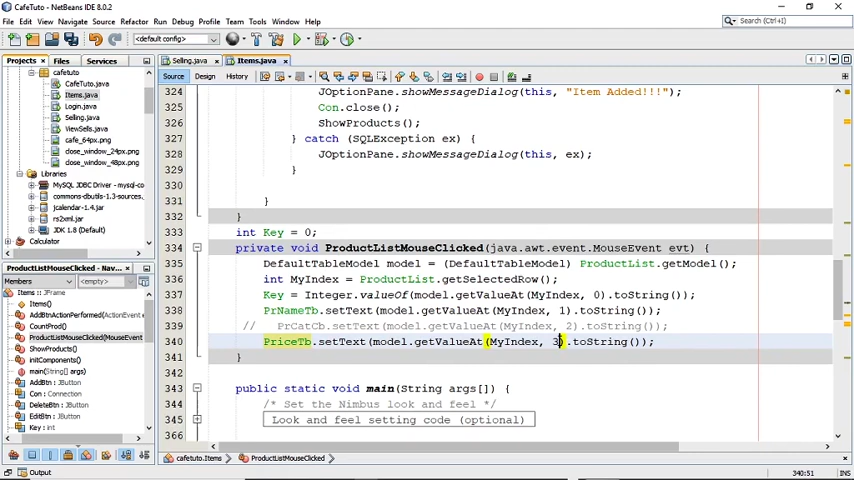 CafeTuto - NetBeans IDE 8.0.2
File Edit View Navigate Source Refactor Run Debug Profile Team Tools Window Help
Search (Ctrl+I)
<default config>
Projects Files Services
Selling.java Items.java
Source Design History
cafetuto
CafeTuto.java
Items.java
Login.java
Selling.java
ViewSells.java
cafe_64px.png
close_window_24px.png
close_window_48px.png
Libraries
MySQL JDBC Driver - mysql-co
commons-dbutils-1.3-sources.
jcalendar-1.4.jar
rs2xml.jar
JDK 1.8 (Default)
Calculator
ProductListMouseClicked - Nav...
Members <empty>
Items :: JFrame
Items()
AddBtnActionPerformed(ActionEvent
CountProd()
ProductListMouseClicked(MouseEvent
ShowProducts()
initComponents()
main(String[] args)
AddBtn : JButton
Con : Connection
DeleteBtn : JButton
EditBtn : JButton
Key : int
324 JOptionPane.showMessageDialog(this, "Item Added!!!");
325 Con.close();
326 ShowProducts();
327 } catch (SQLException ex) {
328 JOptionPane.showMessageDialog(this, ex);
329 }
330
331 }
332 }
333 int Key = 0;
334 private void ProductListMouseClicked(java.awt.event.MouseEvent evt) {
335 DefaultTableModel model = (DefaultTableModel) ProductList.getModel();
336 int MyIndex = ProductList.getSelectedRow();
337 Key = Integer.valueOf(model.getValueAt(MyIndex, 0).toString());
338 PrNameTb.setText(model.getValueAt(MyIndex, 1).toString());
339 // PrCatCb.setText(model.getValueAt(MyIndex, 2).toString());
340 PriceTb.setText(model.getValueAt(MyIndex, 3).toString());
341 }
342
343 public static void main(String args[]) {
344 /* Set the Nimbus look and feel */
345 Look and feel setting code (optional)
366
cafetuto.Items ProductListMouseClicked
Output
340:51 INS